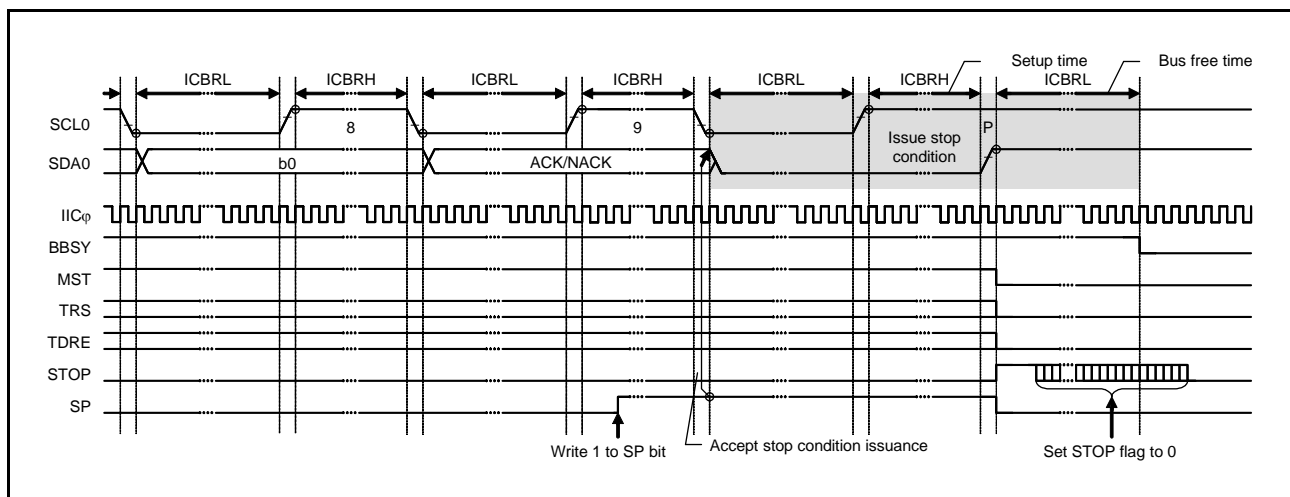 Setup time
Bus free time
ICBRL ICBRH ICBRL ICBRH ICBRL ICBRH ICBRL
SCL0
8 9 P
Issue stop
condition
SDA0
b0 ACK/NACK
IICφ
BBSY
MST
TRS
TDRE
STOP
SP
Write 1 to SP bit
Accept stop condition issuance
Set STOP flag to 0